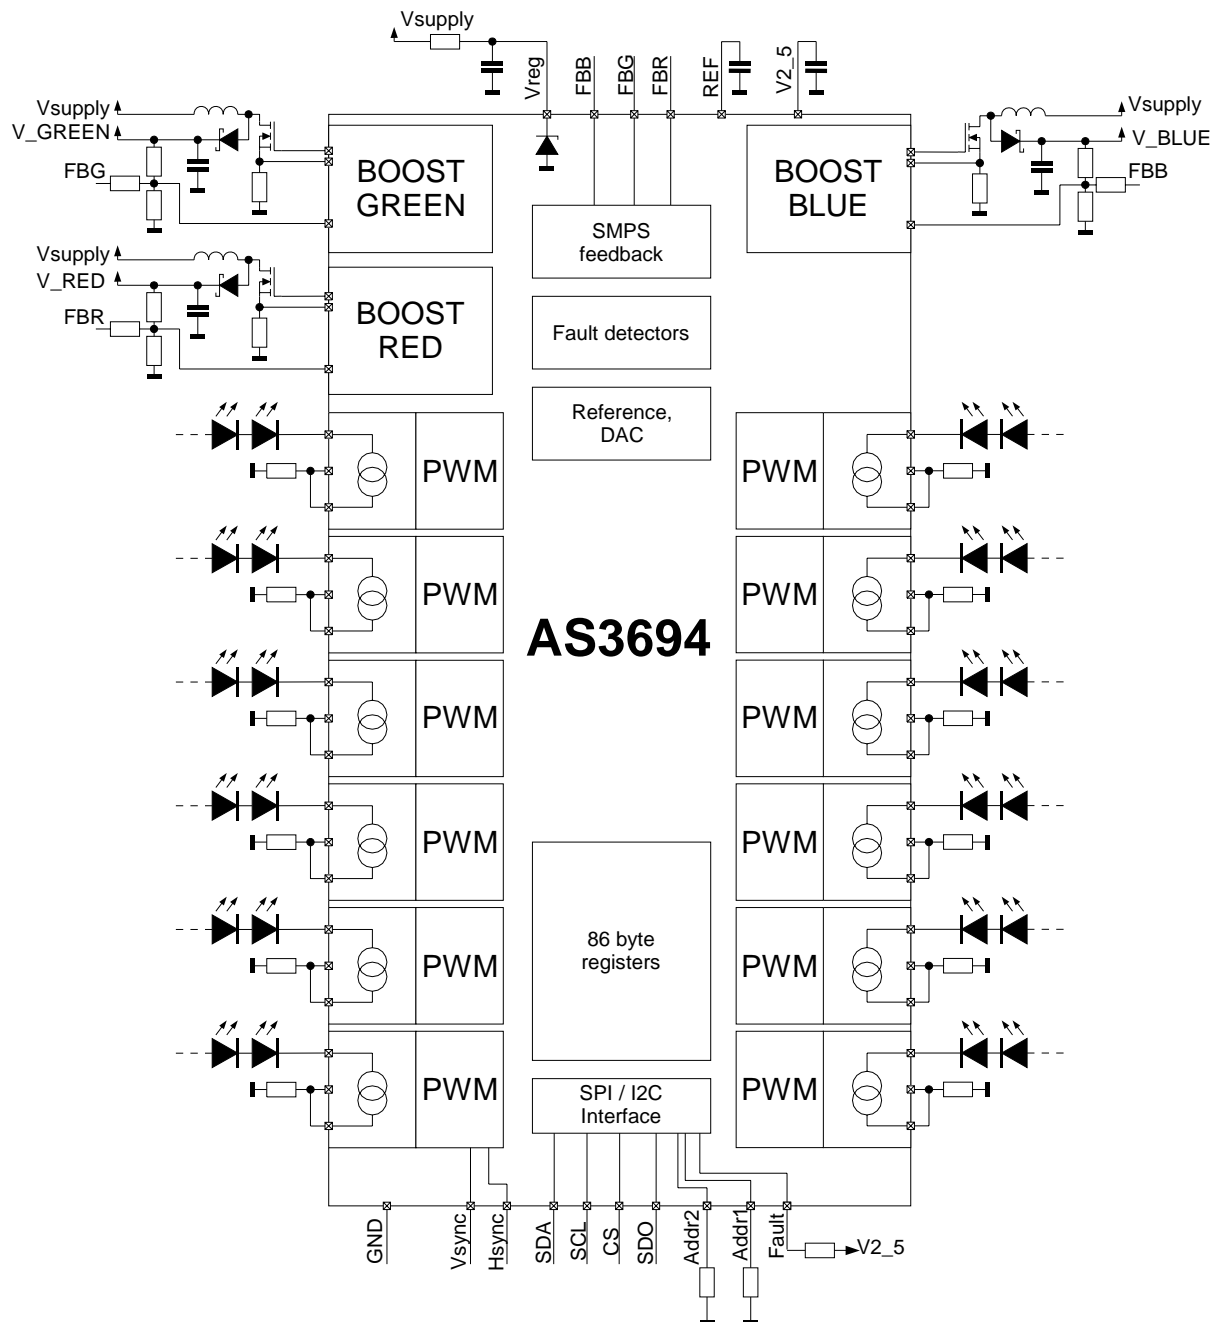 Vsupply
Vreg
FBB
FBG
FBR
REF
V2_5
Vsupply
V_GREEN
FBG
BOOST
GREEN
SMPS
feedback
BOOST
BLUE
Vsupply
V_BLUE
FBB
Vsupply
V_RED
FBR
BOOST
RED
Fault detectors
Reference,
DAC
PWM
PWM
PWM
PWM
AS3694
PWM
PWM
PWM
PWM
86 byte
registers
PWM
PWM
SPI / I2C
Interface
PWM
PWM
GND
Vsync
Hsync
SDA
SCL
CS
SDO
Addr2
Addr1
Fault
V2_5